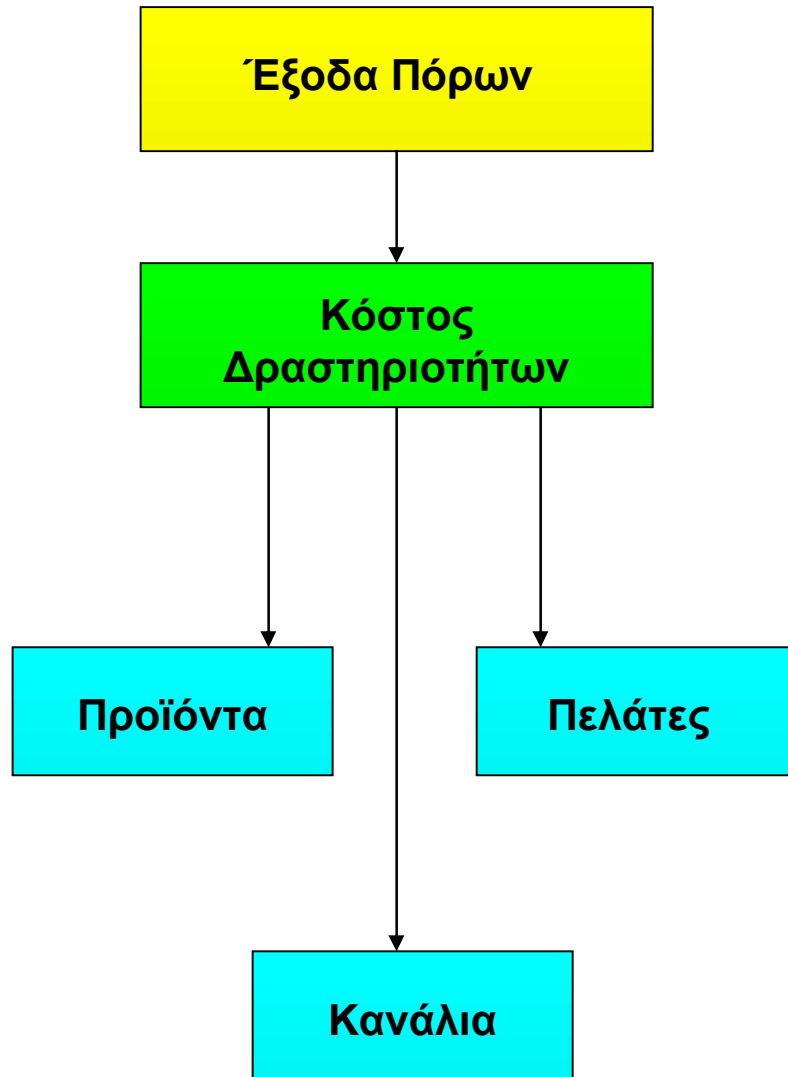 Έξοδα Πόρων
Κόστος
Δραστηριοτήτων
Προϊόντα
Πελάτες
Κανάλια